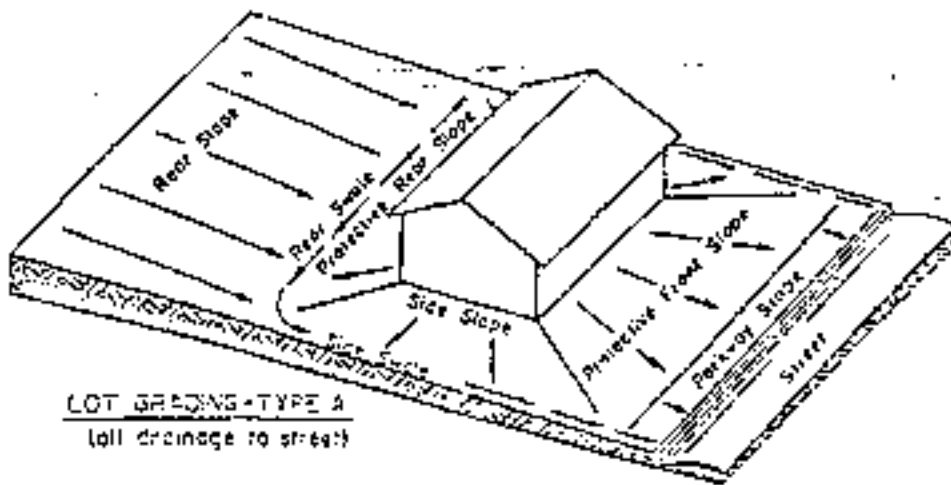 Rear Slope
Rear Swale
Protective Rear Slope
Side Slope
Side Swale
Protective Front Slope
Parkway Slope
Street
LOT GRADING-TYPE A
(all drainage to street)